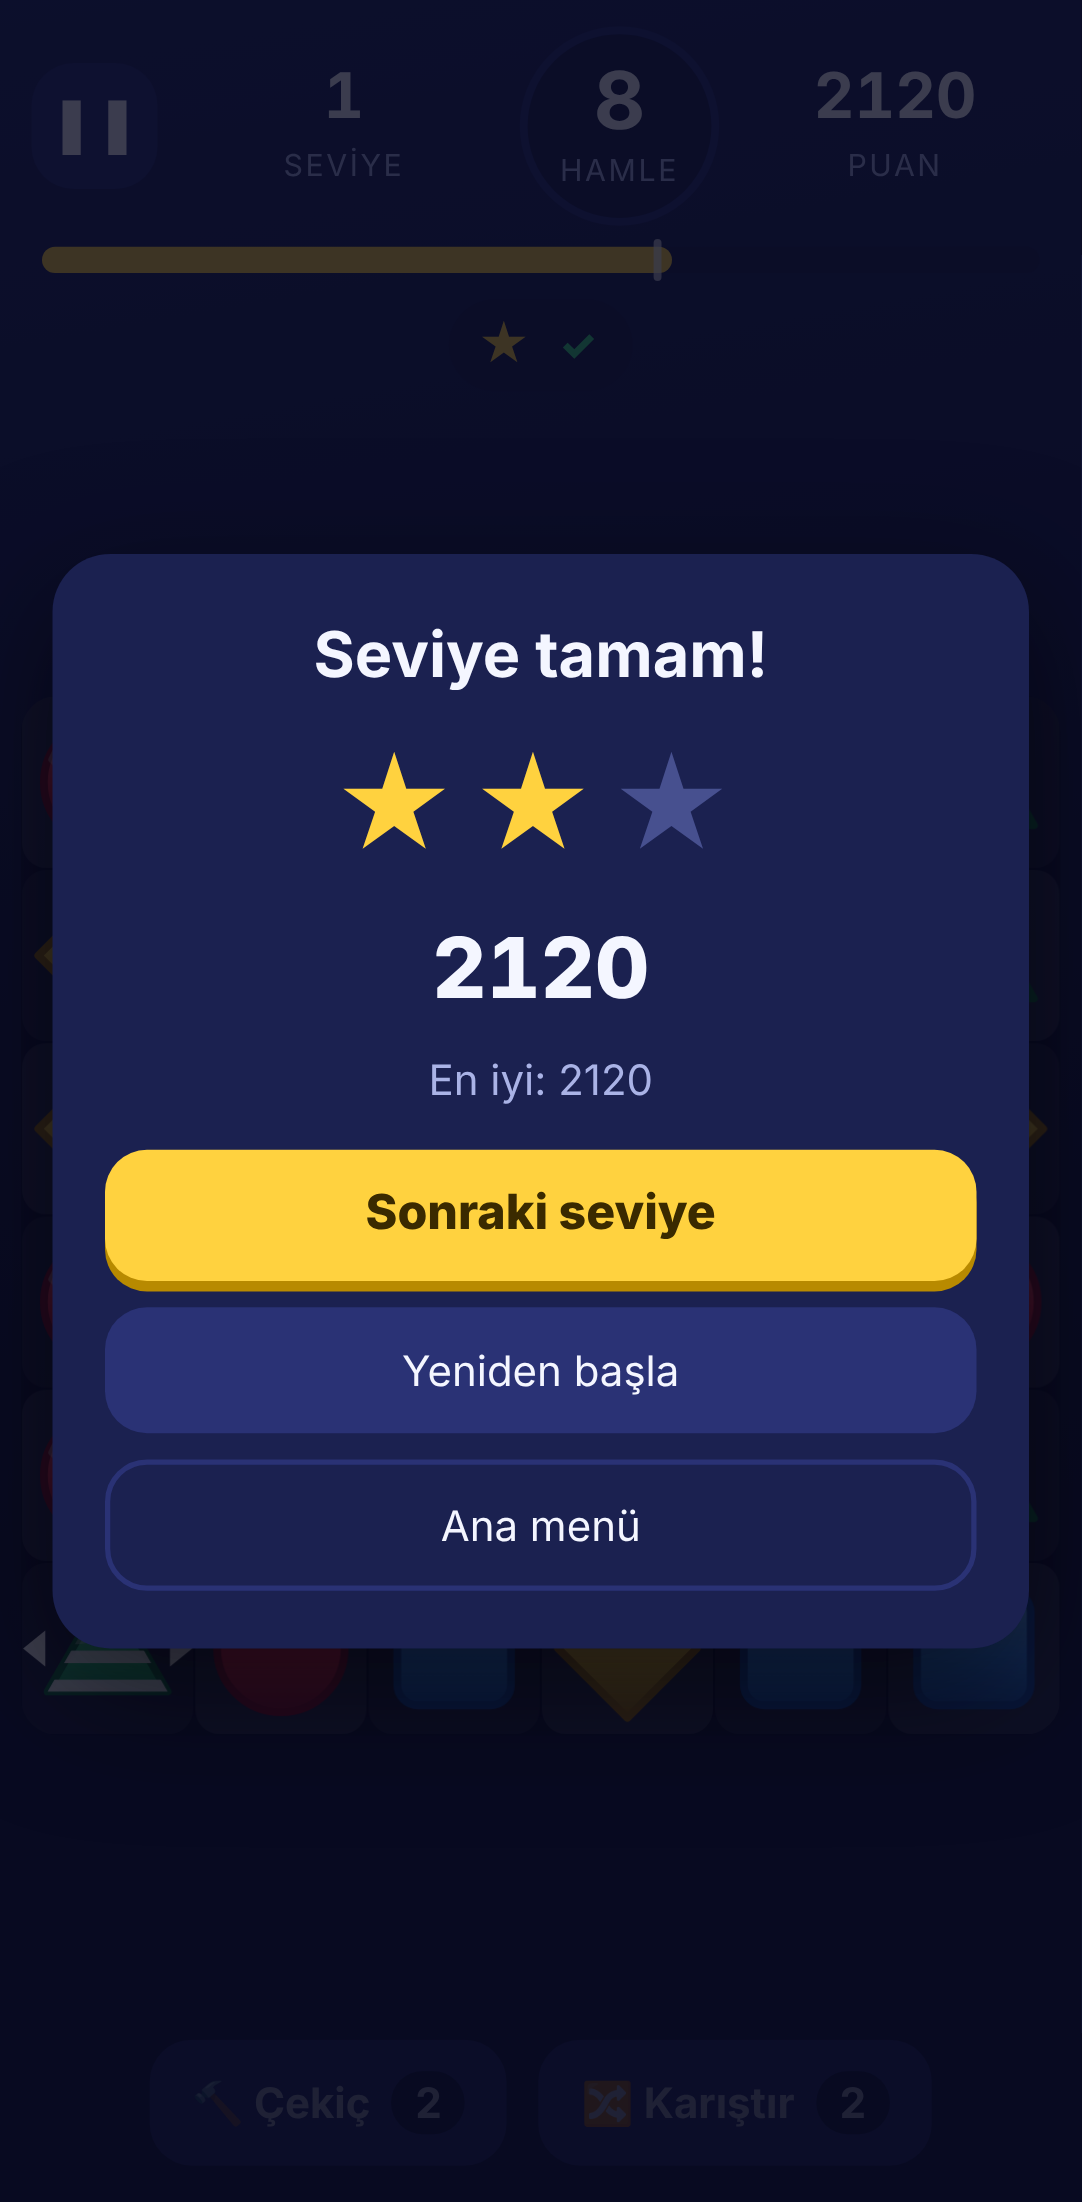 1
SEVİYE
8
HAMLE
2120
PUAN
Seviye tamam!
2120
En iyi: 2120
Sonraki seviye
Yeniden başla
Ana menü
Çekiç 2
Karıştır 2